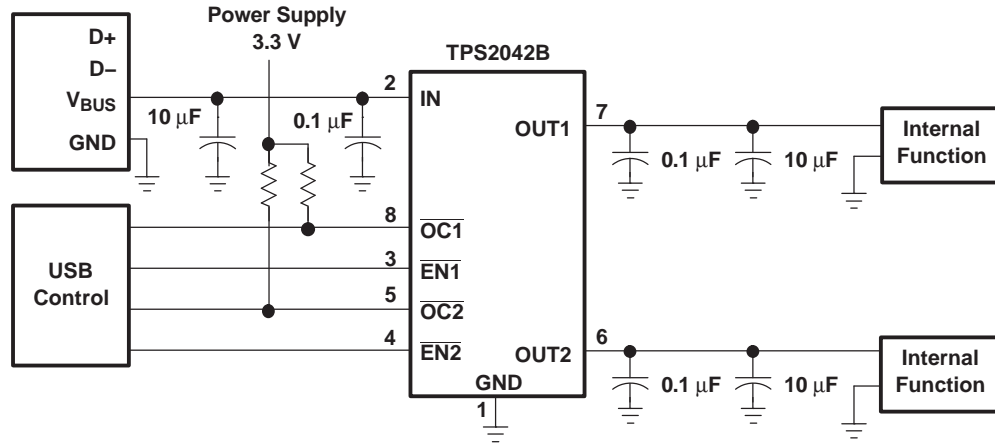 Power Supply
3.3 V
D+
D−
VBUS
GND
10 μF
0.1 μF
TPS2042B
2
IN
7
OUT1
0.1 μF
10 μF
Internal
Function
USB
Control
8
OC1
3
EN1
5
OC2
4
EN2
6
OUT2
GND
1
0.1 μF
10 μF
Internal
Function